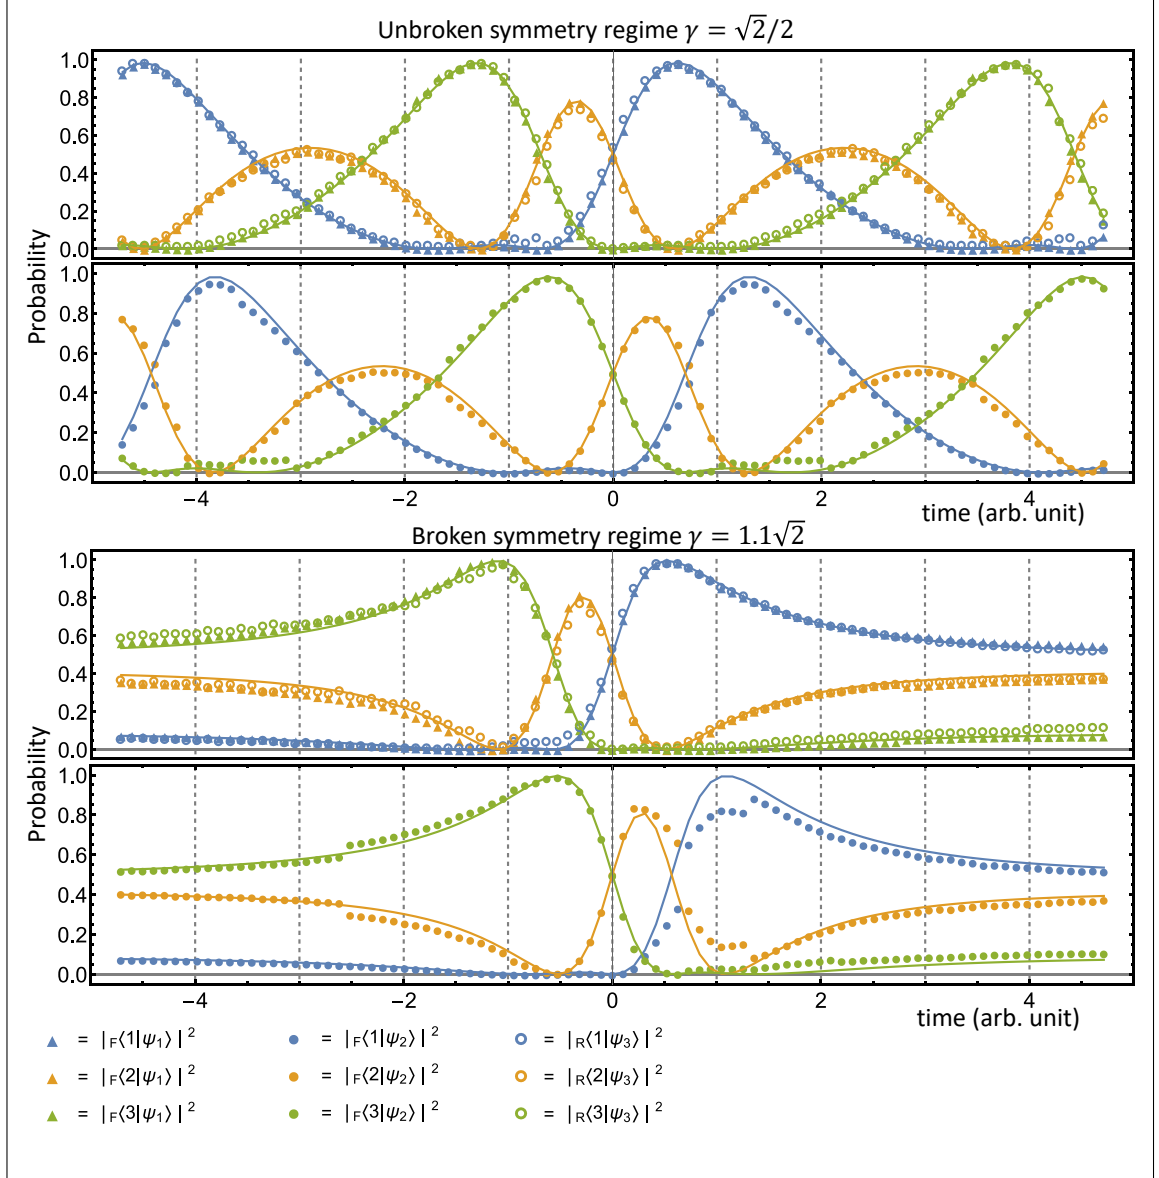 Unbroken symmetry regime γ = √2/2
1.0
0.8
0.6
0.4
0.2
0.0
1.0
0.8
0.6
0.4
0.2
0.0
Probability
−4 −2 0 2 4
time (arb. unit)
Broken symmetry regime γ = 1.1√2
1.0
0.8
0.6
0.4
0.2
0.0
1.0
0.8
0.6
0.4
0.2
0.0
Probability
−4 −2 0 2 4
time (arb. unit)
▲ = |F⟨1|ψ1⟩|² ● = |F⟨1|ψ2⟩|² ○ = |R⟨1|ψ3⟩|²
▲ = |F⟨2|ψ1⟩|² ● = |F⟨2|ψ2⟩|² ○ = |R⟨2|ψ3⟩|²
▲ = |F⟨3|ψ1⟩|² ● = |F⟨3|ψ2⟩|² ○ = |R⟨3|ψ3⟩|²